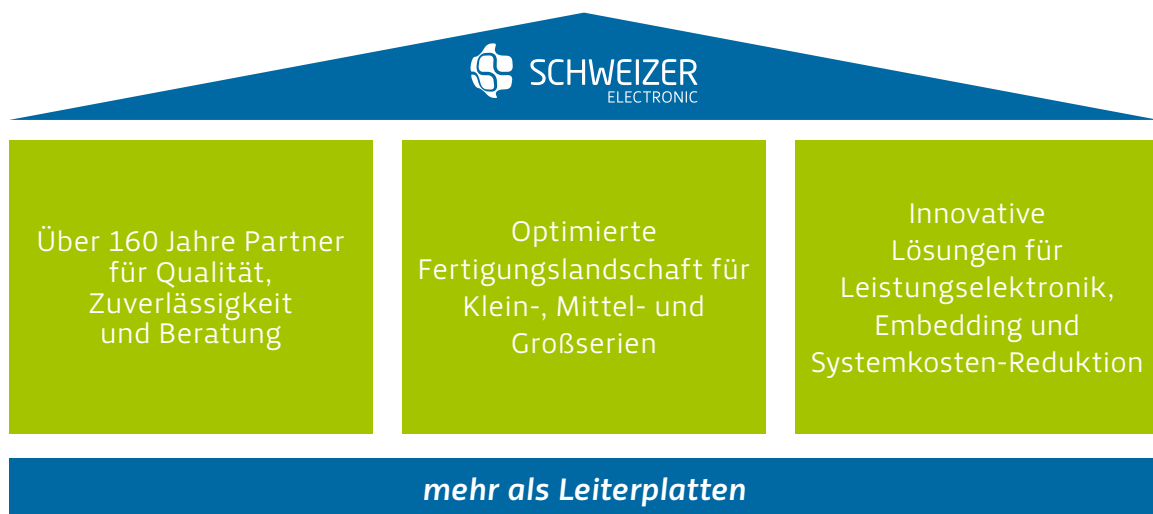 SCHWEIZER
ELECTRONIC
Über 160 Jahre Partner
für Qualität,
Zuverlässigkeit
und Beratung
Optimierte
Fertigungslandschaft für
Klein-, Mittel- und
Großserien
Innovative
Lösungen für
Leistungselektronik,
Embedding und
Systemkosten-Reduktion
mehr als Leiterplatten